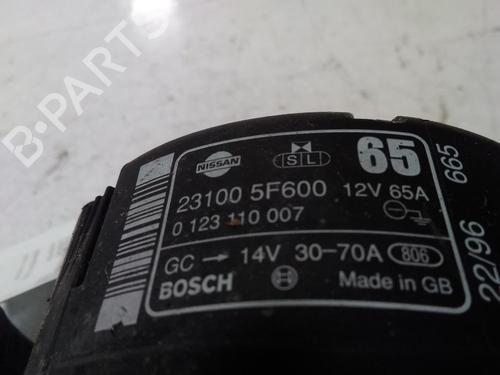 B-PARTS
NISSAN
S L
65
665
23100 5F600 12V 65A
0 123 110 007
22/96
GC → 14V 30-70A 806
BOSCH
Made in GB